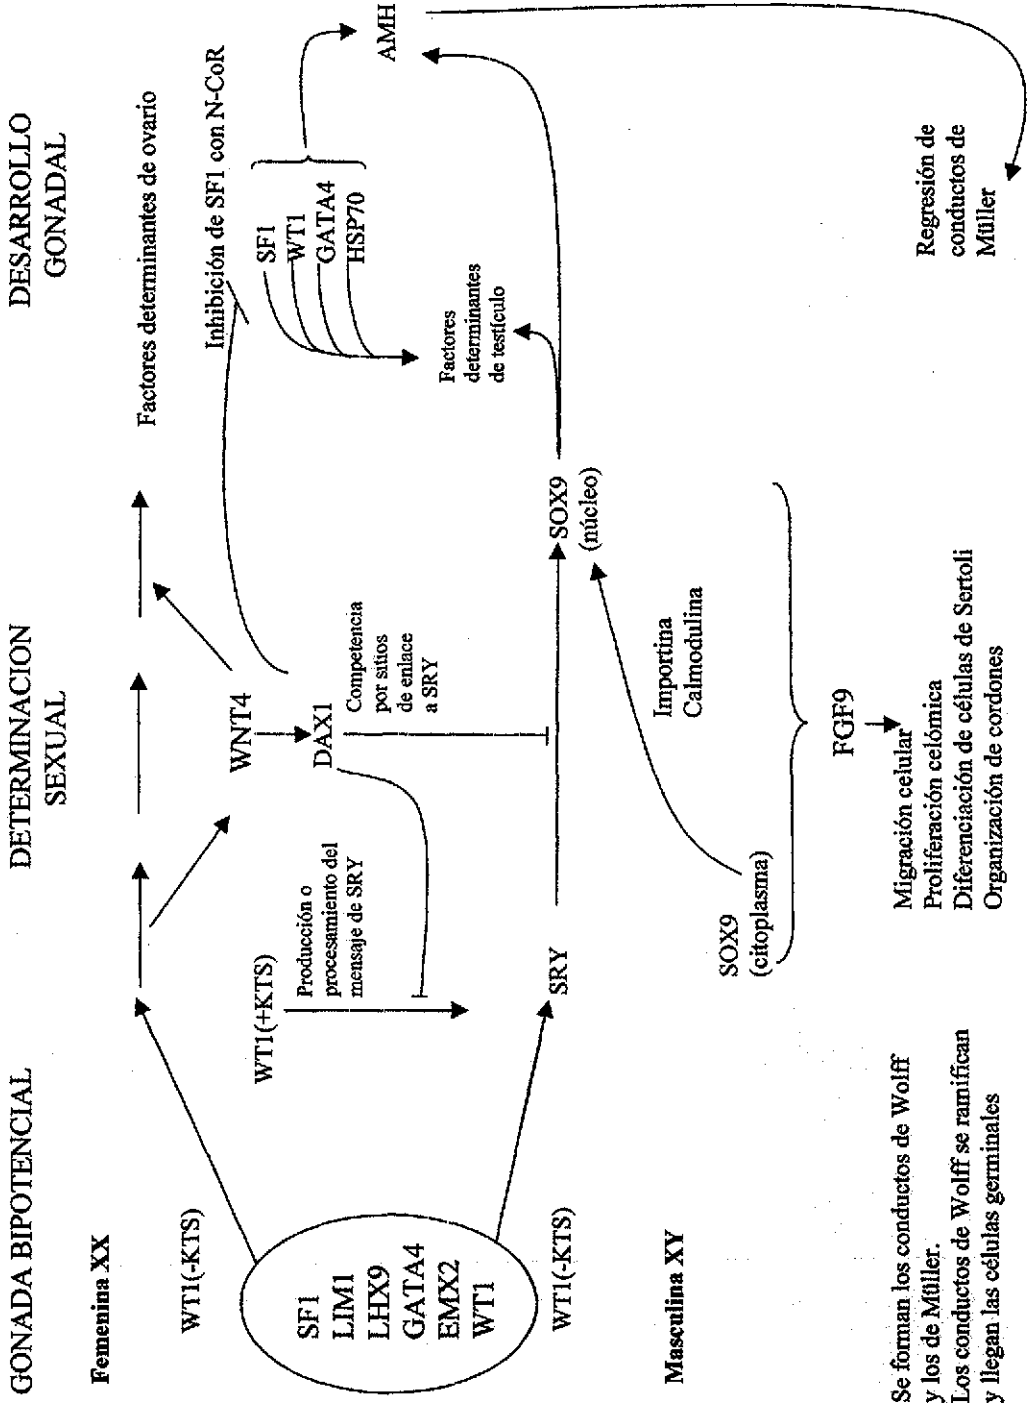 GONADA BIPOTENCIAL
DETERMINACION
SEXUAL
DESARROLLO
GONADAL
Femenina XX
WT1(-KTS)
SF1
LIM1
LHX9
GATA4
EMX2
WT1
WT1(-KTS)
Masculina XY
Se forman los conductos de Wolff
y los de Müller.
Los conductos de Wolff se ramifican
y llegan las células germinales
WT1(+KTS)
Producción o
procesamiento del
mensaje de SRY
SRY
WNT4
DAX1
Competencia
por sitios
de enlace
a SRY
SOX9
(citoplasma)
Importina
Calmodulina
SOX9
(núcleo)
FGF9
Migración celular
Proliferación celómica
Diferenciación de células de Sertoli
Organización de cordones
Factores determinantes de ovario
Inhibición de SF1 con N-CoR
SF1
WT1
GATA4
HSP70
Factores
determinantes
de testículo
AMH
Regresión de
conductos de
Müller